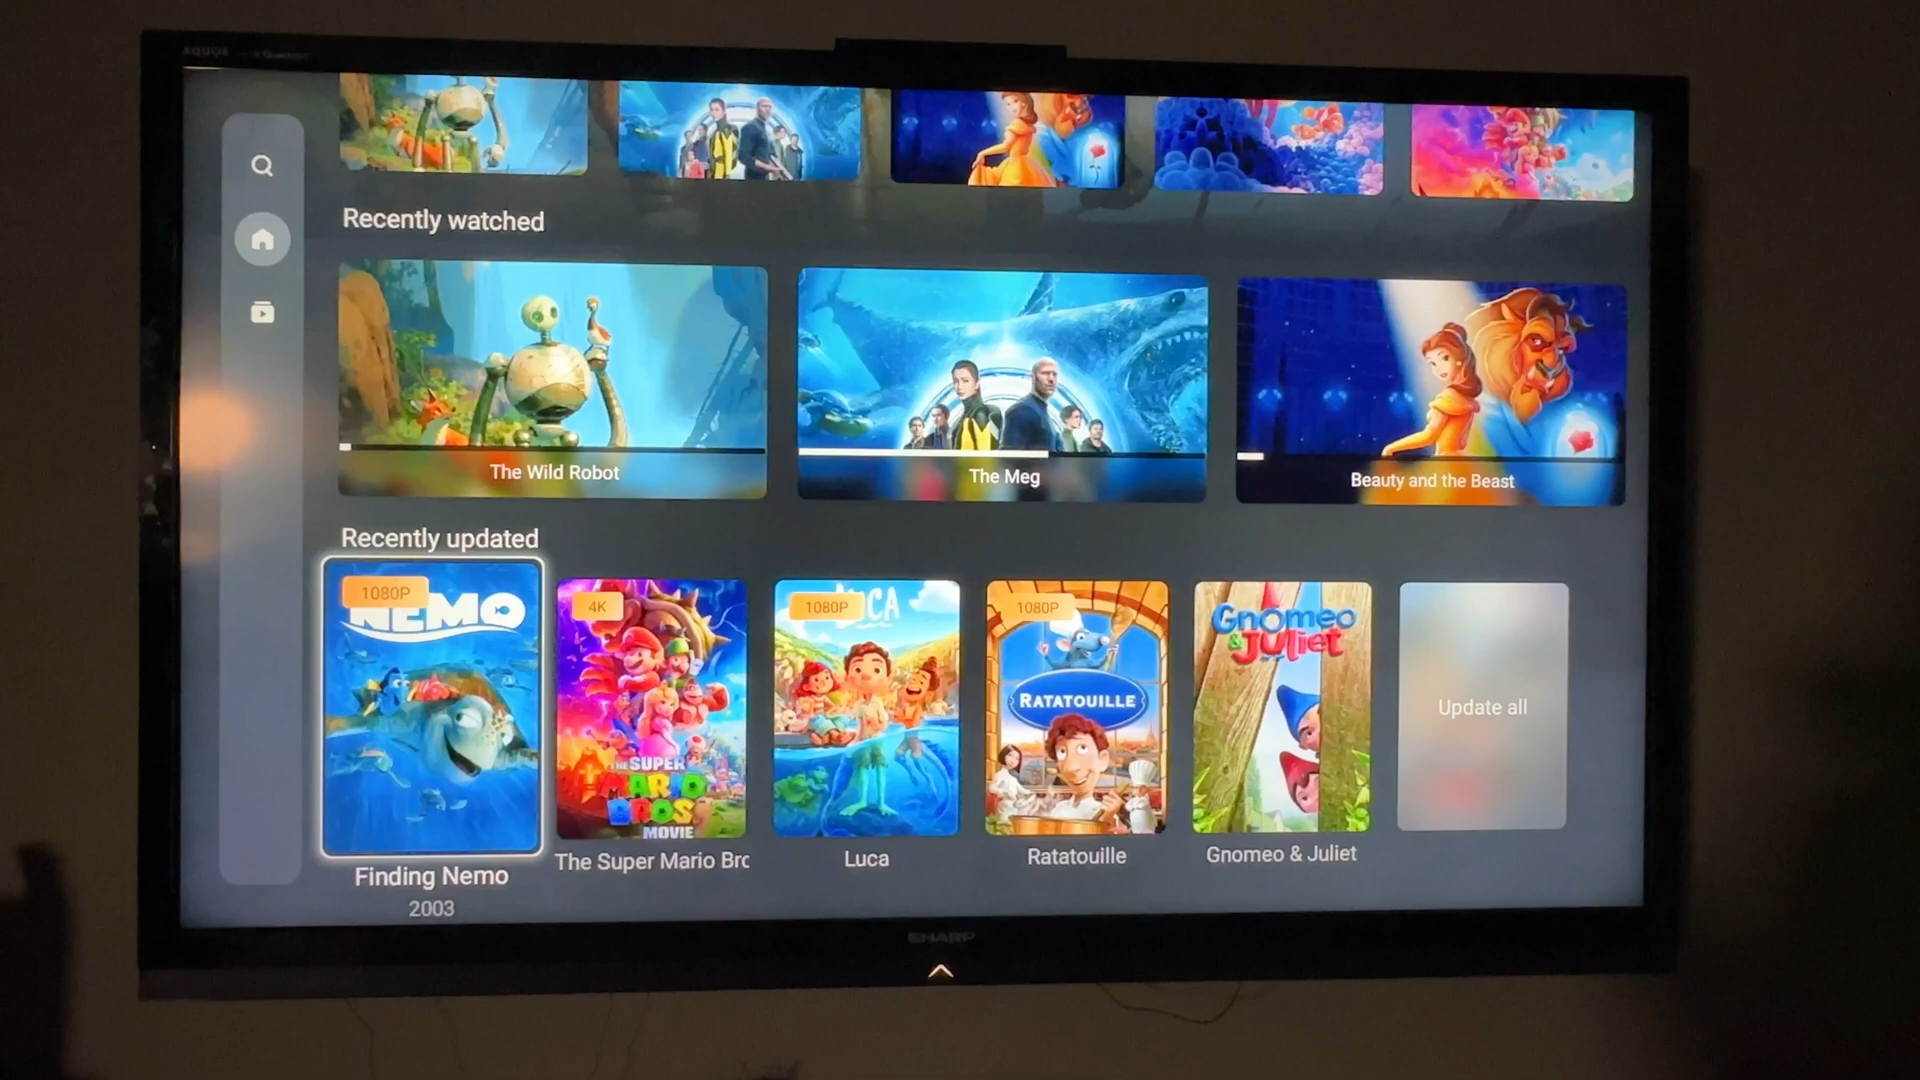 AQUOS
Recently watched
The Wild Robot
The Meg
Beauty and the Beast
Recently updated
1080P
NEMO
4K
THE SUPER
MARIO
BROS
MOVIE
1080P
LUCA
1080P
RATATOUILLE
Gnomeo
& Juliet
Update all
Finding Nemo
2003
The Super Mario Brc
Luca
Ratatouille
Gnomeo & Juliet
SHARP